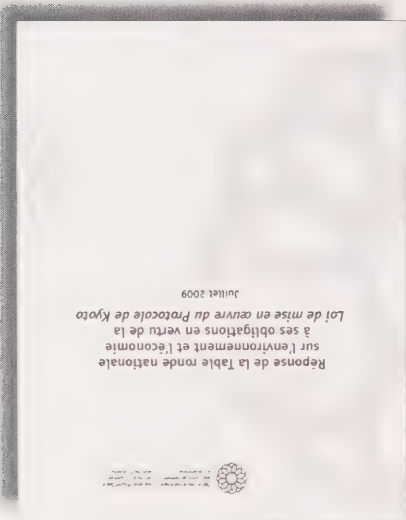 Réponse de la Table ronde nationale
sur l'environnement et l'économie
à ses obligations en vertu de la
Loi de mise en œuvre du Protocole de Kyoto
Juillet 2009